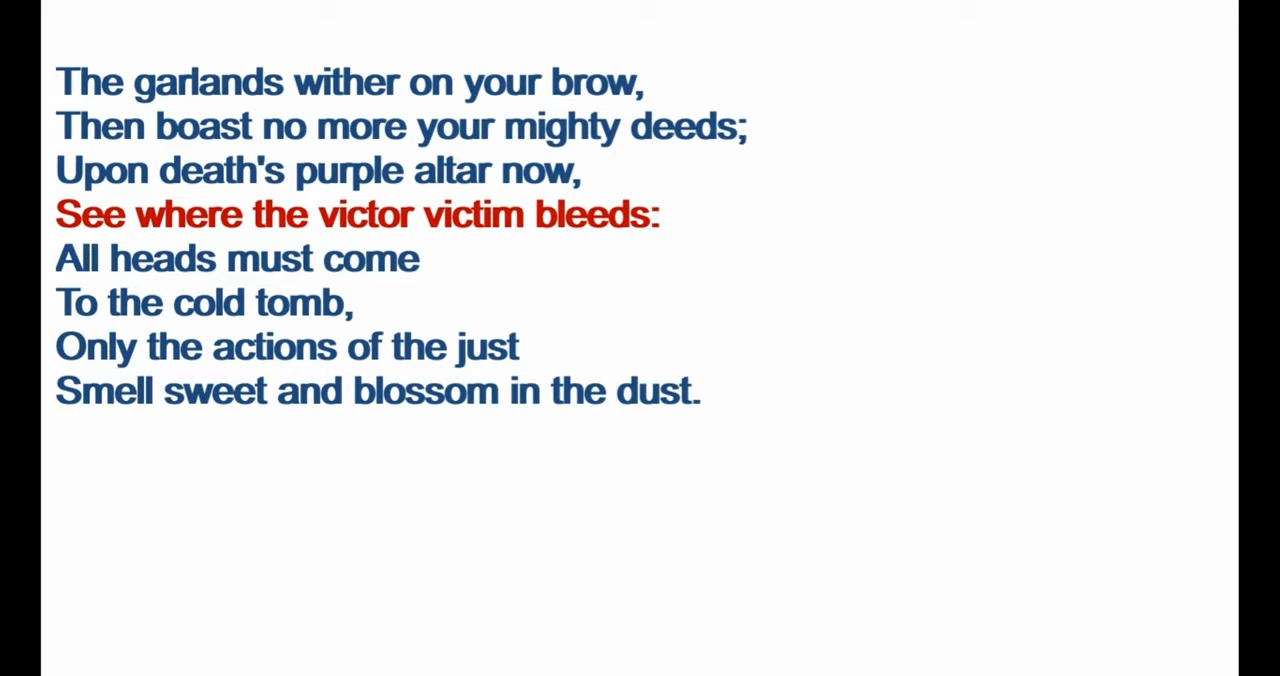 The garlands wither on your brow,
Then boast no more your mighty deeds;
Upon death's purple altar now,
See where the victor victim bleeds:
All heads must come
To the cold tomb,
Only the actions of the just
Smell sweet and blossom in the dust.